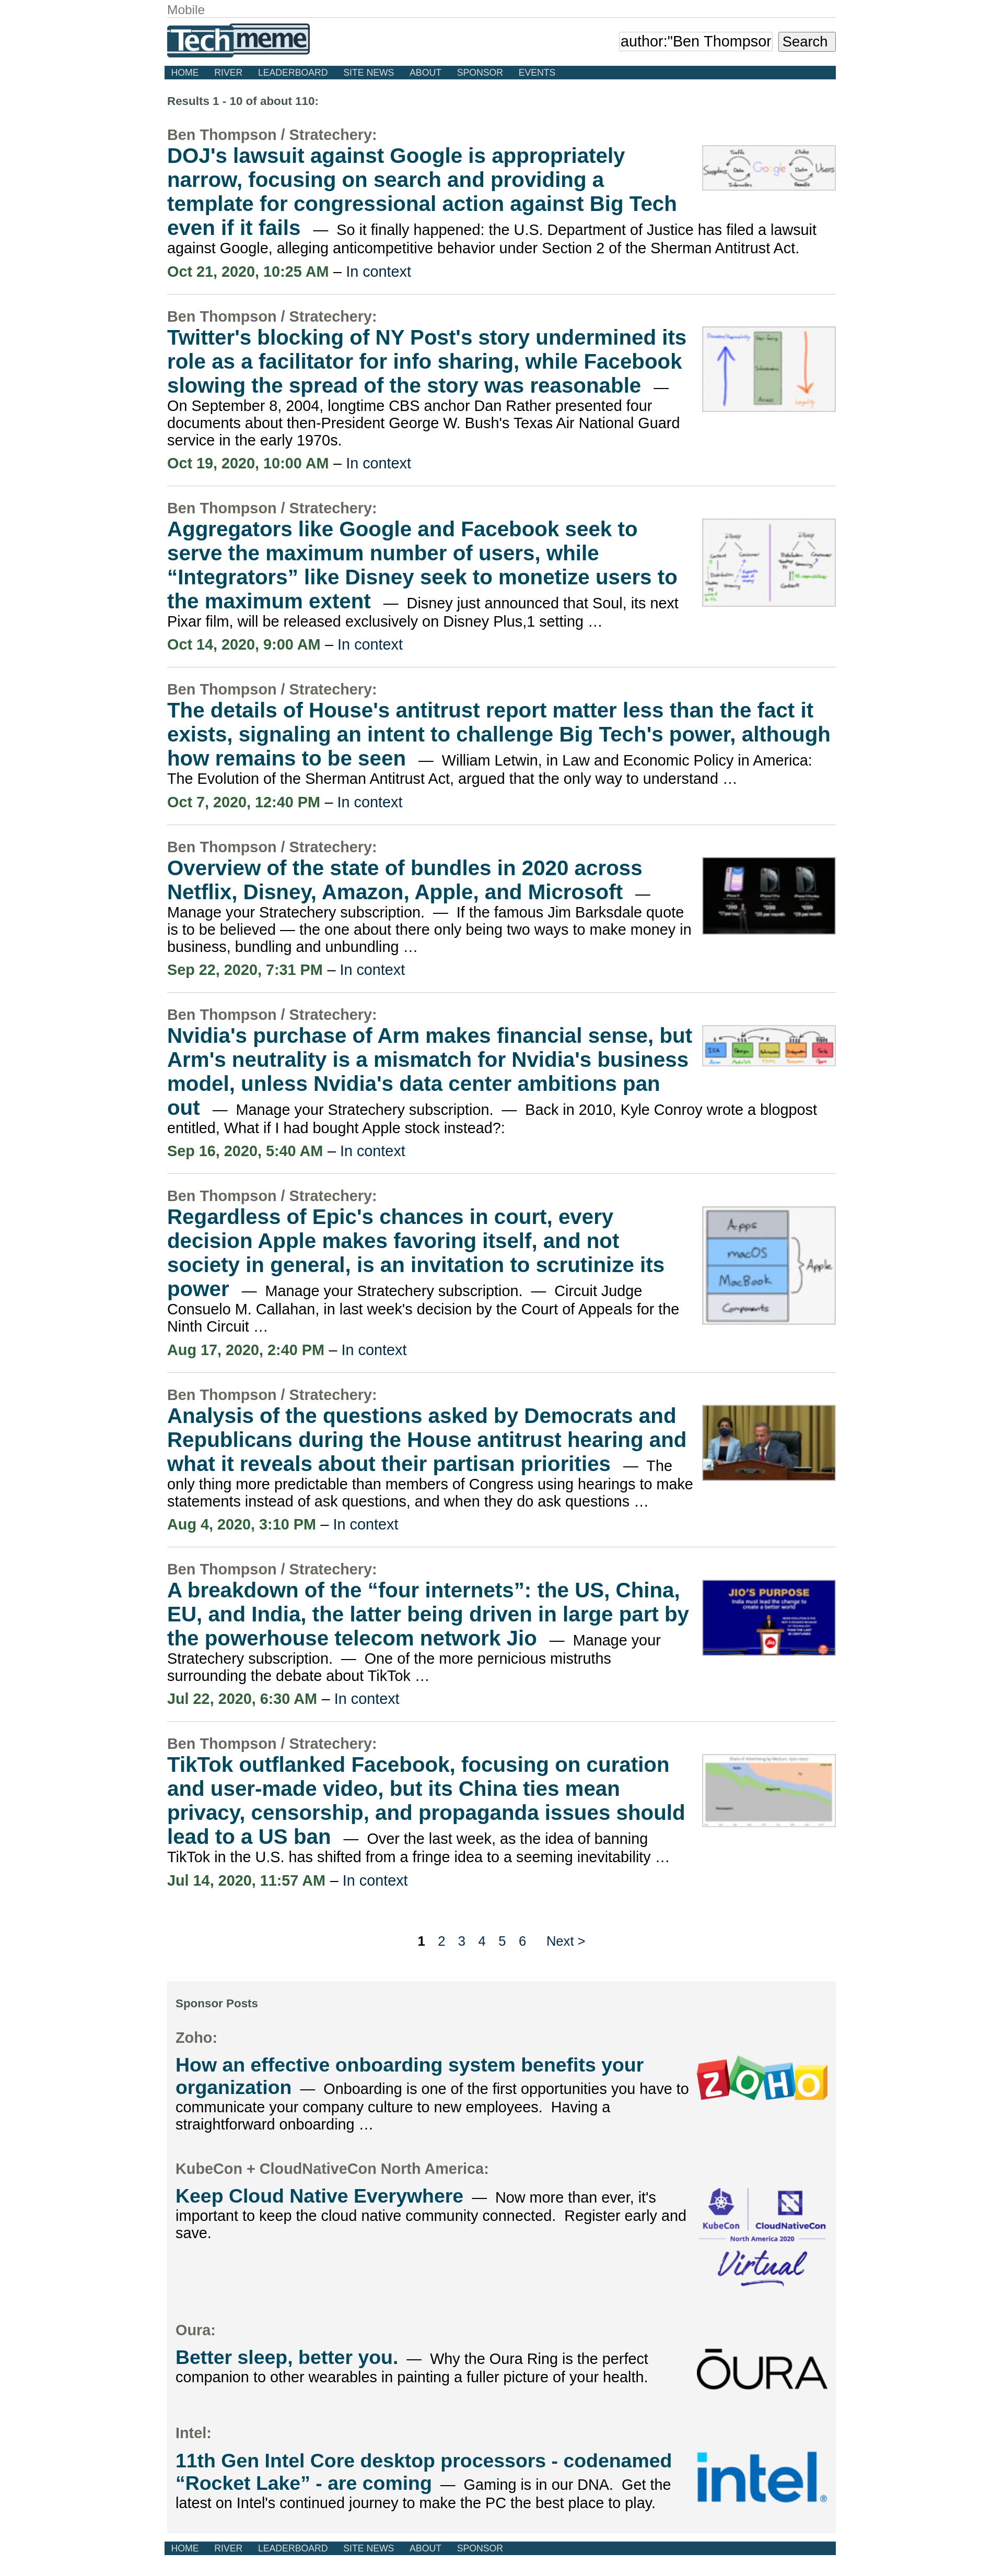 Mobile
Techmeme
author:"Ben Thompson
Search
HOME RIVER LEADERBOARD SITE NEWS ABOUT SPONSOR EVENTS
Results 1 - 10 of about 110:
Ben Thompson / Stratechery:
DOJ's lawsuit against Google is appropriately
narrow, focusing on search and providing a
template for congressional action against Big Tech
even if it fails — So it finally happened: the U.S. Department of Justice has filed a lawsuit
against Google, alleging anticompetitive behavior under Section 2 of the Sherman Antitrust Act.
Oct 21, 2020, 10:25 AM – In context
Ben Thompson / Stratechery:
Twitter's blocking of NY Post's story undermined its
role as a facilitator for info sharing, while Facebook
slowing the spread of the story was reasonable —
On September 8, 2004, longtime CBS anchor Dan Rather presented four
documents about then-President George W. Bush's Texas Air National Guard
service in the early 1970s.
Oct 19, 2020, 10:00 AM – In context
Ben Thompson / Stratechery:
Aggregators like Google and Facebook seek to
serve the maximum number of users, while
“Integrators” like Disney seek to monetize users to
the maximum extent — Disney just announced that Soul, its next
Pixar film, will be released exclusively on Disney Plus,1 setting …
Oct 14, 2020, 9:00 AM – In context
Ben Thompson / Stratechery:
The details of House's antitrust report matter less than the fact it
exists, signaling an intent to challenge Big Tech's power, although
how remains to be seen — William Letwin, in Law and Economic Policy in America:
The Evolution of the Sherman Antitrust Act, argued that the only way to understand …
Oct 7, 2020, 12:40 PM – In context
Ben Thompson / Stratechery:
Overview of the state of bundles in 2020 across
Netflix, Disney, Amazon, Apple, and Microsoft —
Manage your Stratechery subscription. — If the famous Jim Barksdale quote
is to be believed — the one about there only being two ways to make money in
business, bundling and unbundling …
Sep 22, 2020, 7:31 PM – In context
Ben Thompson / Stratechery:
Nvidia's purchase of Arm makes financial sense, but
Arm's neutrality is a mismatch for Nvidia's business
model, unless Nvidia's data center ambitions pan
out — Manage your Stratechery subscription. — Back in 2010, Kyle Conroy wrote a blogpost
entitled, What if I had bought Apple stock instead?:
Sep 16, 2020, 5:40 AM – In context
Ben Thompson / Stratechery:
Regardless of Epic's chances in court, every
decision Apple makes favoring itself, and not
society in general, is an invitation to scrutinize its
power — Manage your Stratechery subscription. — Circuit Judge
Consuelo M. Callahan, in last week's decision by the Court of Appeals for the
Ninth Circuit …
Aug 17, 2020, 2:40 PM – In context
Apps
macOS
MacBook
Components
Apple
Ben Thompson / Stratechery:
Analysis of the questions asked by Democrats and
Republicans during the House antitrust hearing and
what it reveals about their partisan priorities — The
only thing more predictable than members of Congress using hearings to make
statements instead of ask questions, and when they do ask questions …
Aug 4, 2020, 3:10 PM – In context
Ben Thompson / Stratechery:
A breakdown of the “four internets”: the US, China,
EU, and India, the latter being driven in large part by
the powerhouse telecom network Jio — Manage your
Stratechery subscription. — One of the more pernicious mistruths
surrounding the debate about TikTok …
Jul 22, 2020, 6:30 AM – In context
JIO'S PURPOSE
India must lead the change to
create a better world
Ben Thompson / Stratechery:
TikTok outflanked Facebook, focusing on curation
and user-made video, but its China ties mean
privacy, censorship, and propaganda issues should
lead to a US ban — Over the last week, as the idea of banning
TikTok in the U.S. has shifted from a fringe idea to a seeming inevitability …
Jul 14, 2020, 11:57 AM – In context
1 2 3 4 5 6 Next >
Sponsor Posts
Zoho:
How an effective onboarding system benefits your
organization — Onboarding is one of the first opportunities you have to
communicate your company culture to new employees. Having a
straightforward onboarding …
ZOHO
KubeCon + CloudNativeCon North America:
Keep Cloud Native Everywhere — Now more than ever, it's
important to keep the cloud native community connected. Register early and
save.
KubeCon CloudNativeCon
North America 2020
Virtual
Oura:
Better sleep, better you. — Why the Oura Ring is the perfect
companion to other wearables in painting a fuller picture of your health.
ŌURA
Intel:
11th Gen Intel Core desktop processors - codenamed
“Rocket Lake” - are coming — Gaming is in our DNA. Get the
latest on Intel's continued journey to make the PC the best place to play.
intel®
HOME RIVER LEADERBOARD SITE NEWS ABOUT SPONSOR